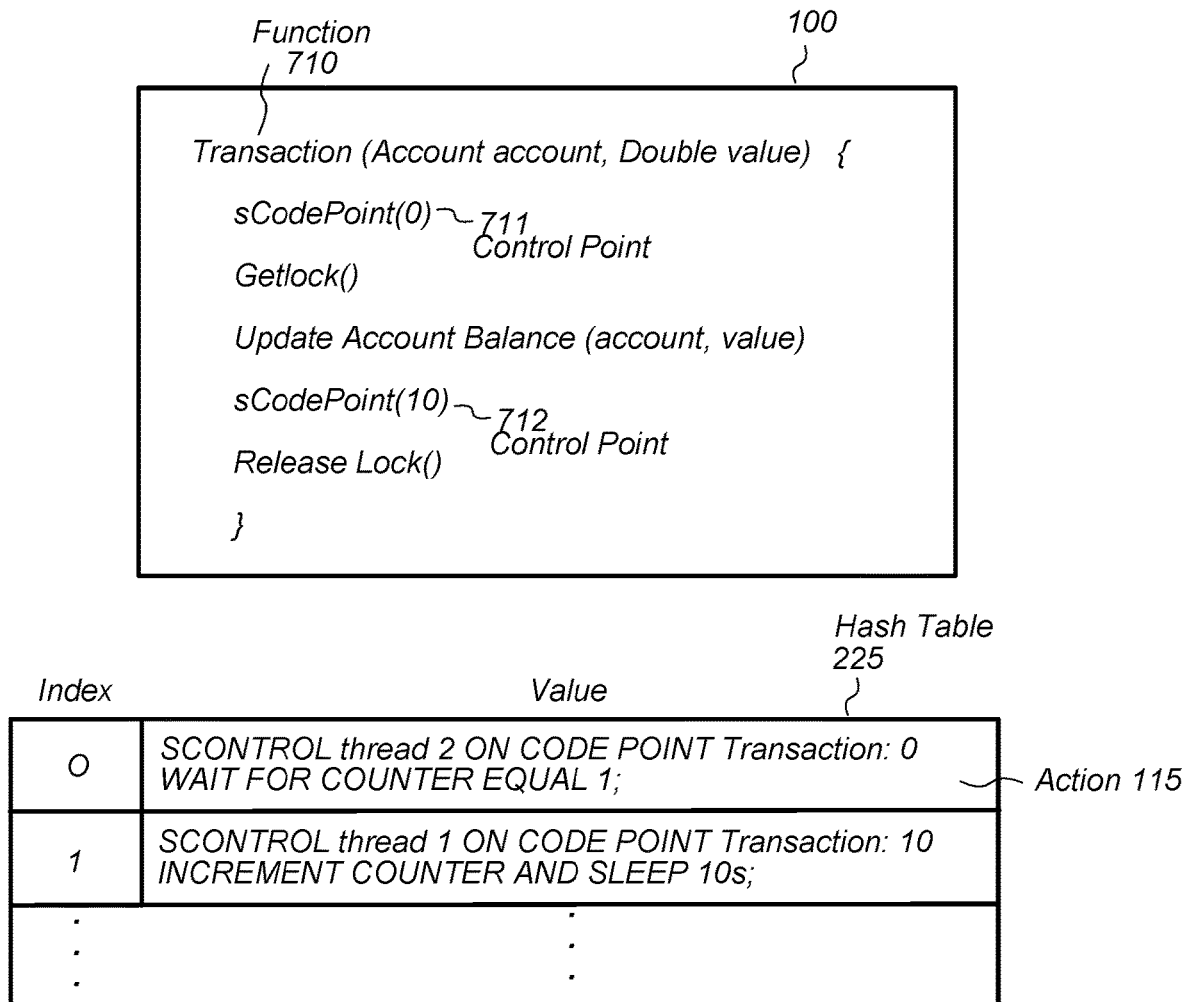 Function
710
100
Transaction (Account account, Double value) {
sCodePoint(0)
711
Control Point
Getlock()
Update Account Balance (account, value)
sCodePoint(10)
712
Control Point
Release Lock()
}
Hash Table
225
Index
Value
0
SCONTROL thread 2 ON CODE POINT Transaction: 0
WAIT FOR COUNTER EQUAL 1;
Action 115
1
SCONTROL thread 1 ON CODE POINT Transaction: 10
INCREMENT COUNTER AND SLEEP 10s;